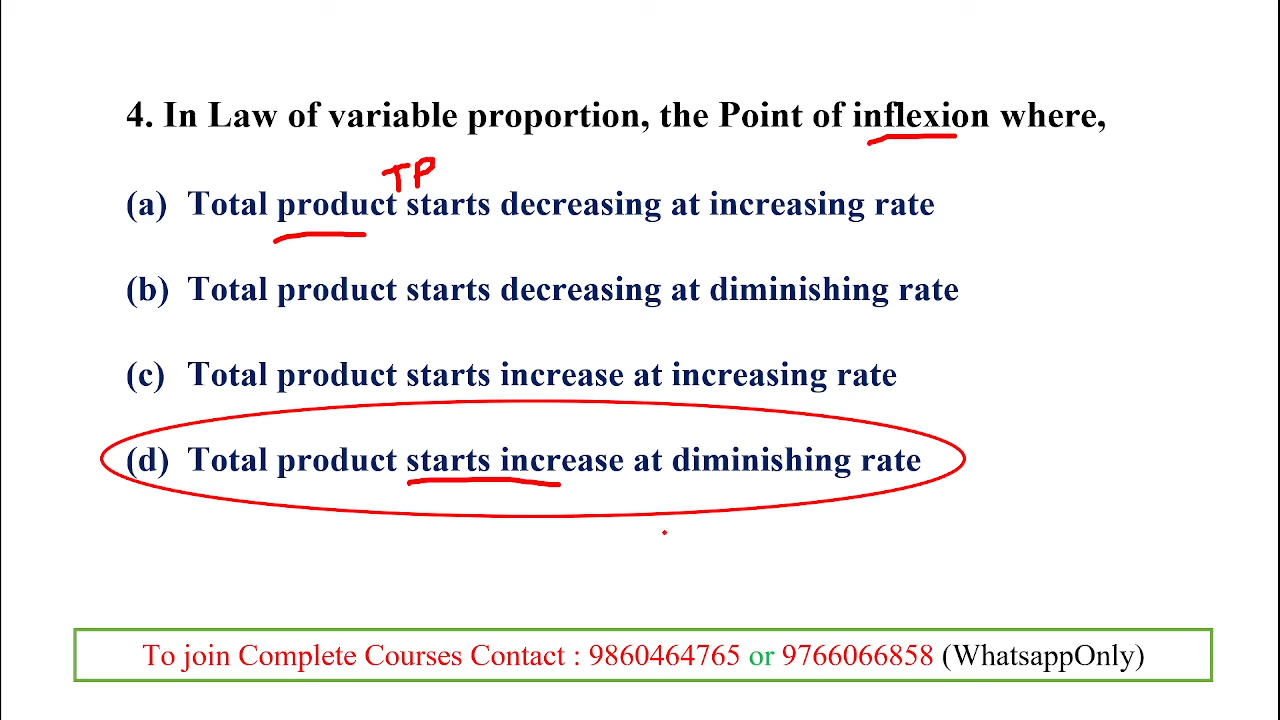 4. In Law of variable proportion, the Point of inflexion where,
TP
(a) Total product starts decreasing at increasing rate
(b) Total product starts decreasing at diminishing rate
(c) Total product starts increase at increasing rate
(d) Total product starts increase at diminishing rate
To join Complete Courses Contact : 9860464765 or 9766066858 (WhatsappOnly)